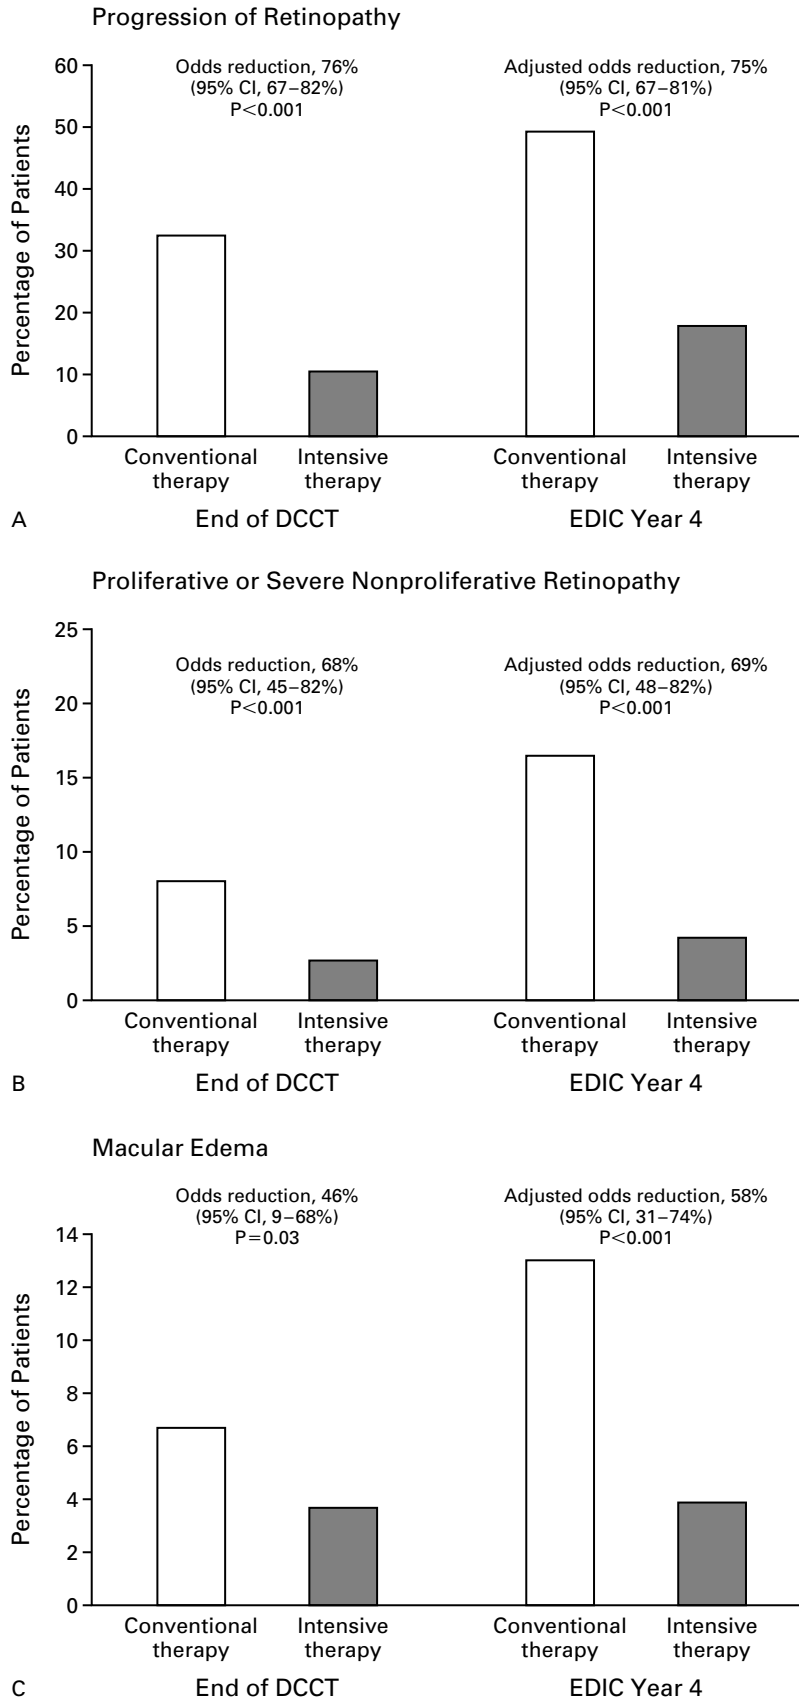 Progression of Retinopathy
Percentage of Patients
60
50
40
30
20
10
0
Odds reduction, 76%
(95% CI, 67–82%)
P<0.001
Adjusted odds reduction, 75%
(95% CI, 67–81%)
P<0.001
Conventional therapy
Intensive therapy
Conventional therapy
Intensive therapy
A
End of DCCT
EDIC Year 4
Proliferative or Severe Nonproliferative Retinopathy
Percentage of Patients
25
20
15
10
5
0
Odds reduction, 68%
(95% CI, 45–82%)
P<0.001
Adjusted odds reduction, 69%
(95% CI, 48–82%)
P<0.001
Conventional therapy
Intensive therapy
Conventional therapy
Intensive therapy
B
End of DCCT
EDIC Year 4
Macular Edema
Percentage of Patients
14
12
10
8
6
4
2
0
Odds reduction, 46%
(95% CI, 9–68%)
P=0.03
Adjusted odds reduction, 58%
(95% CI, 31–74%)
P<0.001
Conventional therapy
Intensive therapy
Conventional therapy
Intensive therapy
C
End of DCCT
EDIC Year 4